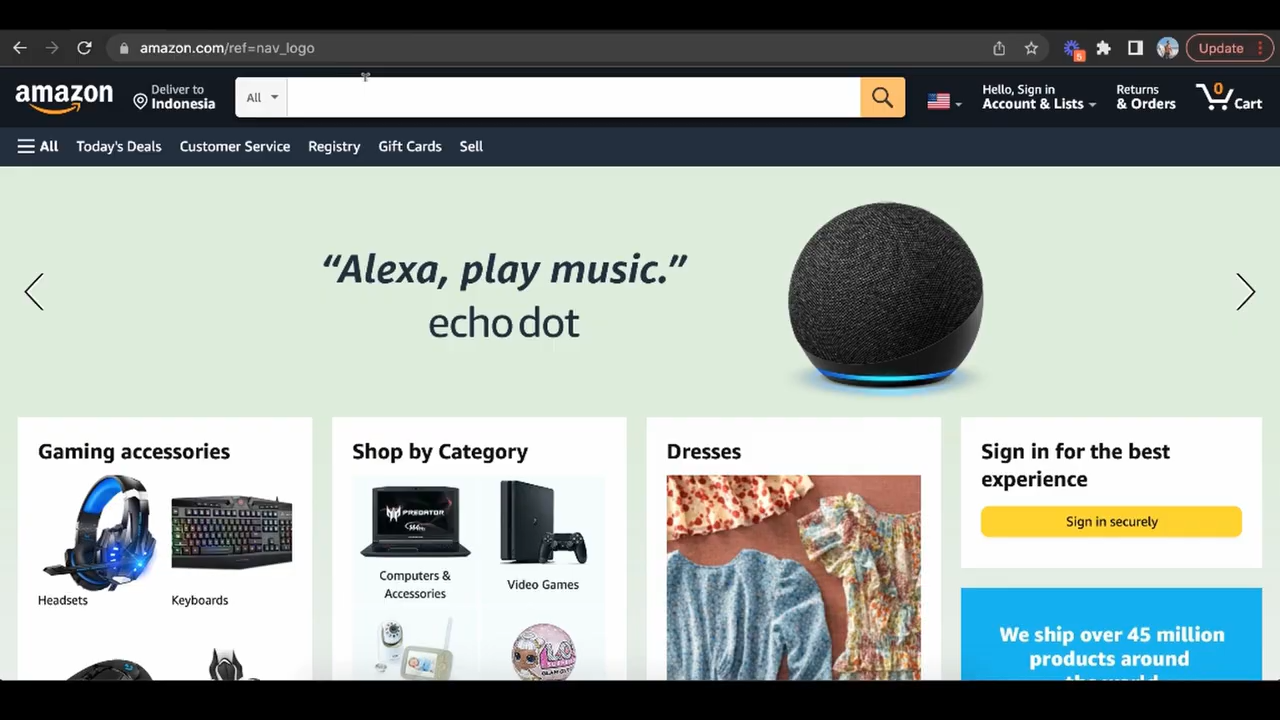 amazon.com/ref=nav_logo
6
Update
amazon
Deliver to
Indonesia
All
Hello, Sign in
Account & Lists
Returns
& Orders
0
Cart
All
Today's Deals
Customer Service
Registry
Gift Cards
Sell
“Alexa, play music.”
echo dot
Gaming accessories
Headsets
Keyboards
Shop by Category
PREDATOR
Computers &
Accessories
Video Games
Dresses
Sign in for the best
experience
Sign in securely
We ship over 45 million
products around